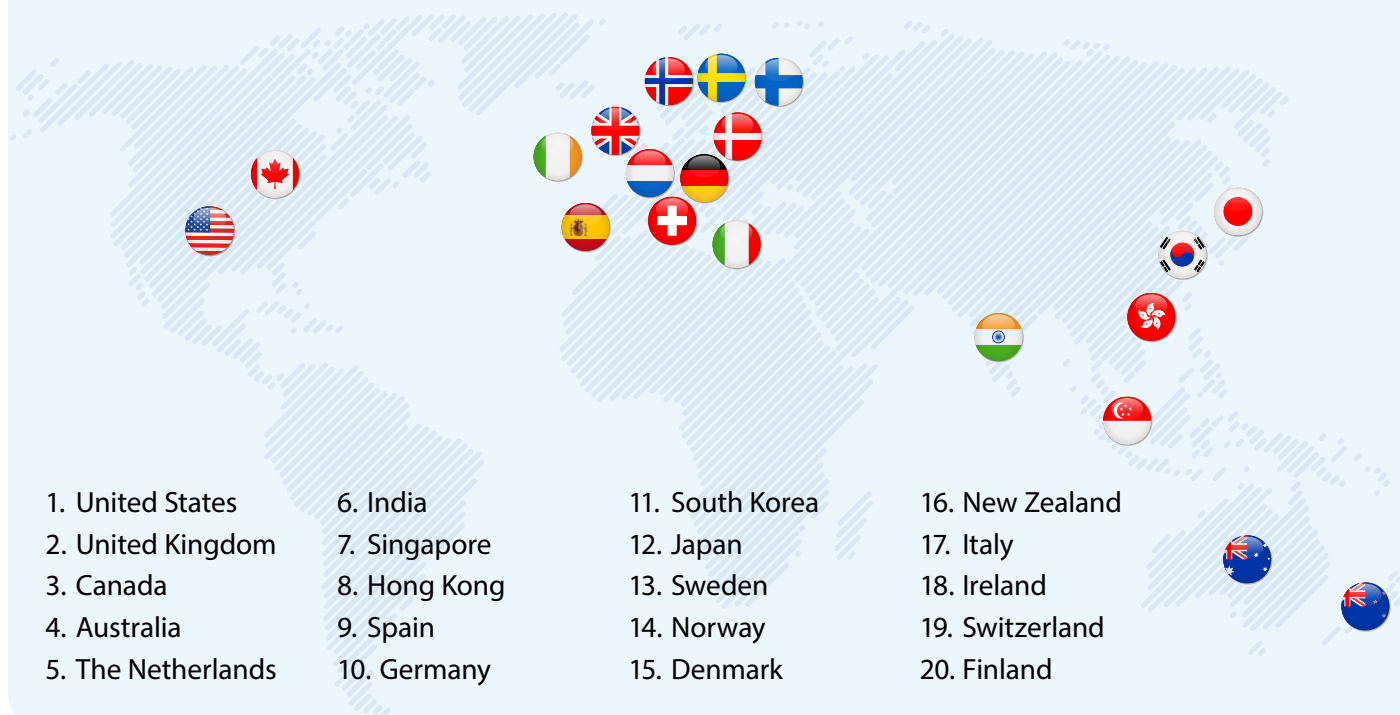 1. United States
2. United Kingdom
3. Canada
4. Australia
5. The Netherlands
6. India
7. Singapore
8. Hong Kong
9. Spain
10. Germany
11. South Korea
12. Japan
13. Sweden
14. Norway
15. Denmark
16. New Zealand
17. Italy
18. Ireland
19. Switzerland
20. Finland